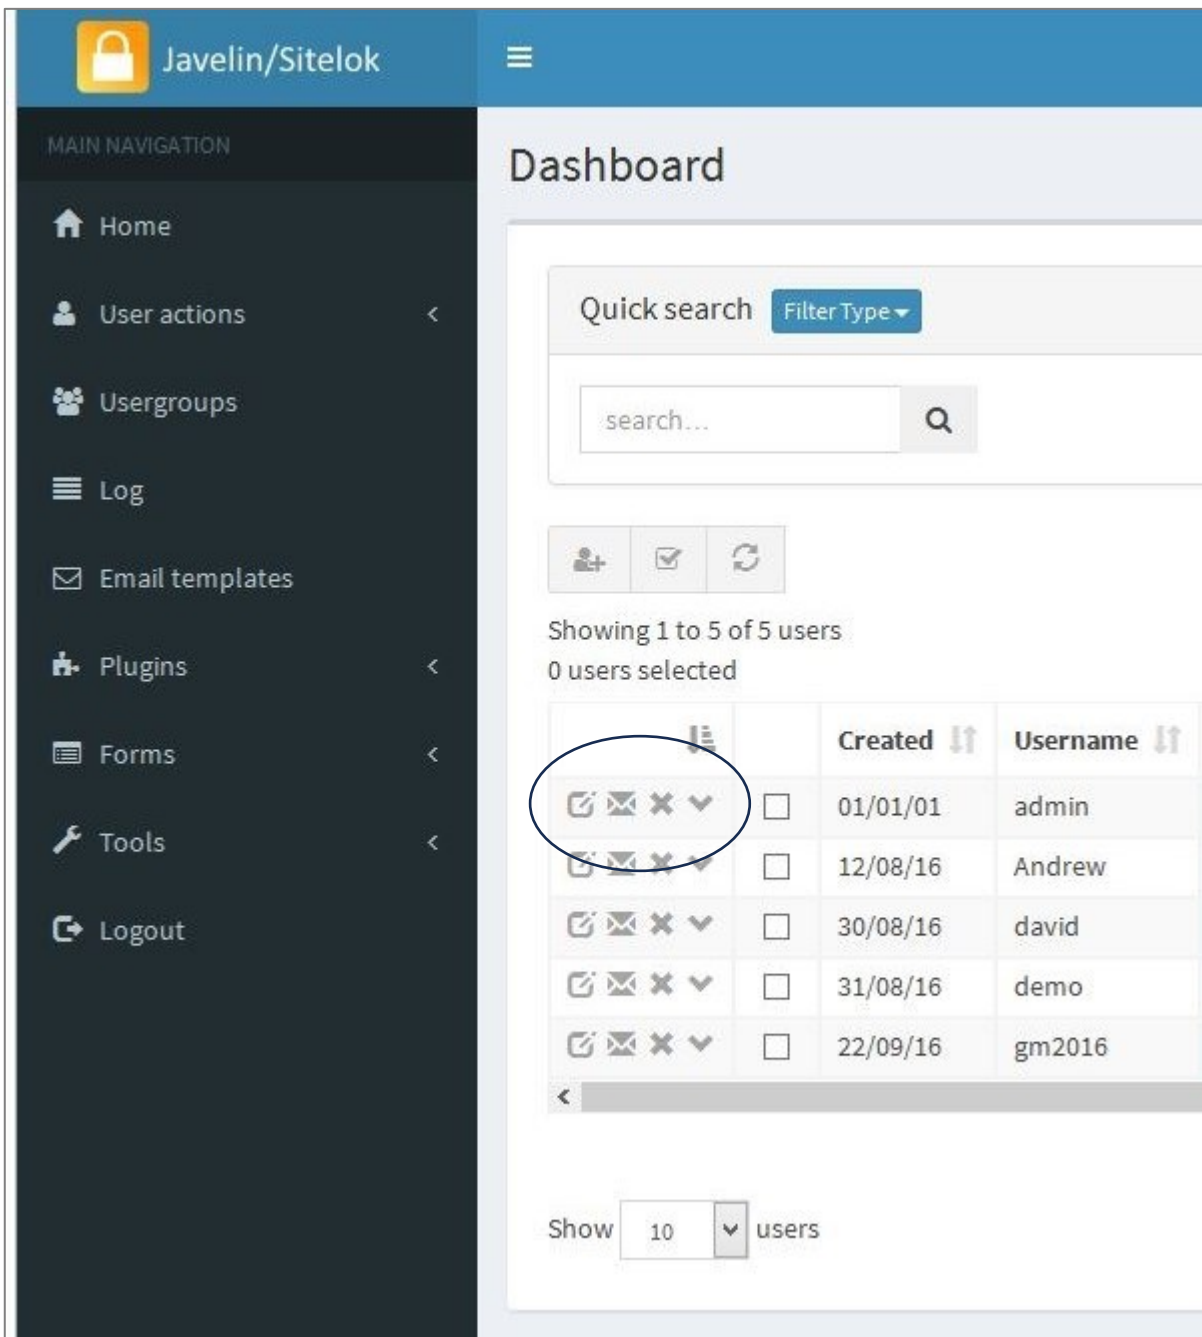 Javelin/Sitelok
MAIN NAVIGATION
Dashboard
Home
Quick search Filter Type
User actions
Usergroups
search...
Log
Email templates
Showing 1 to 5 of 5 users
Plugins
0 users selected
Created Username
Forms
01/01/01 admin
Tools
12/08/16 Andrew
Logout
30/08/16 david
31/08/16 demo
22/09/16 gm2016
Show 10 users